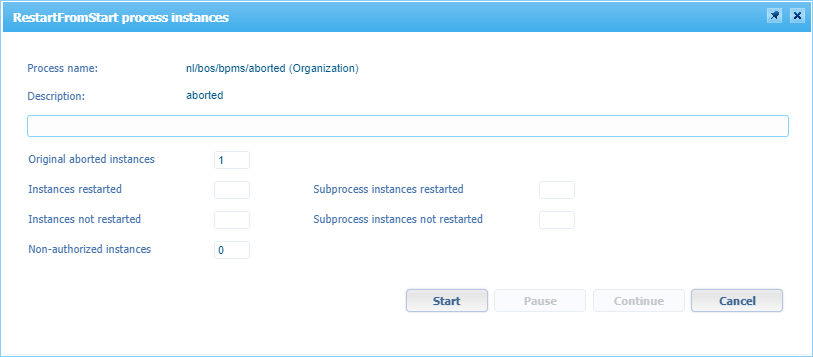 RestartFromStart process instances
Process name: nl/bos/bpms/aborted (Organization)
Description: aborted
Original aborted instances 1
Instances restarted Subprocess instances restarted
Instances not restarted Subprocess instances not restarted
Non-authorized instances 0
Start Pause Continue Cancel